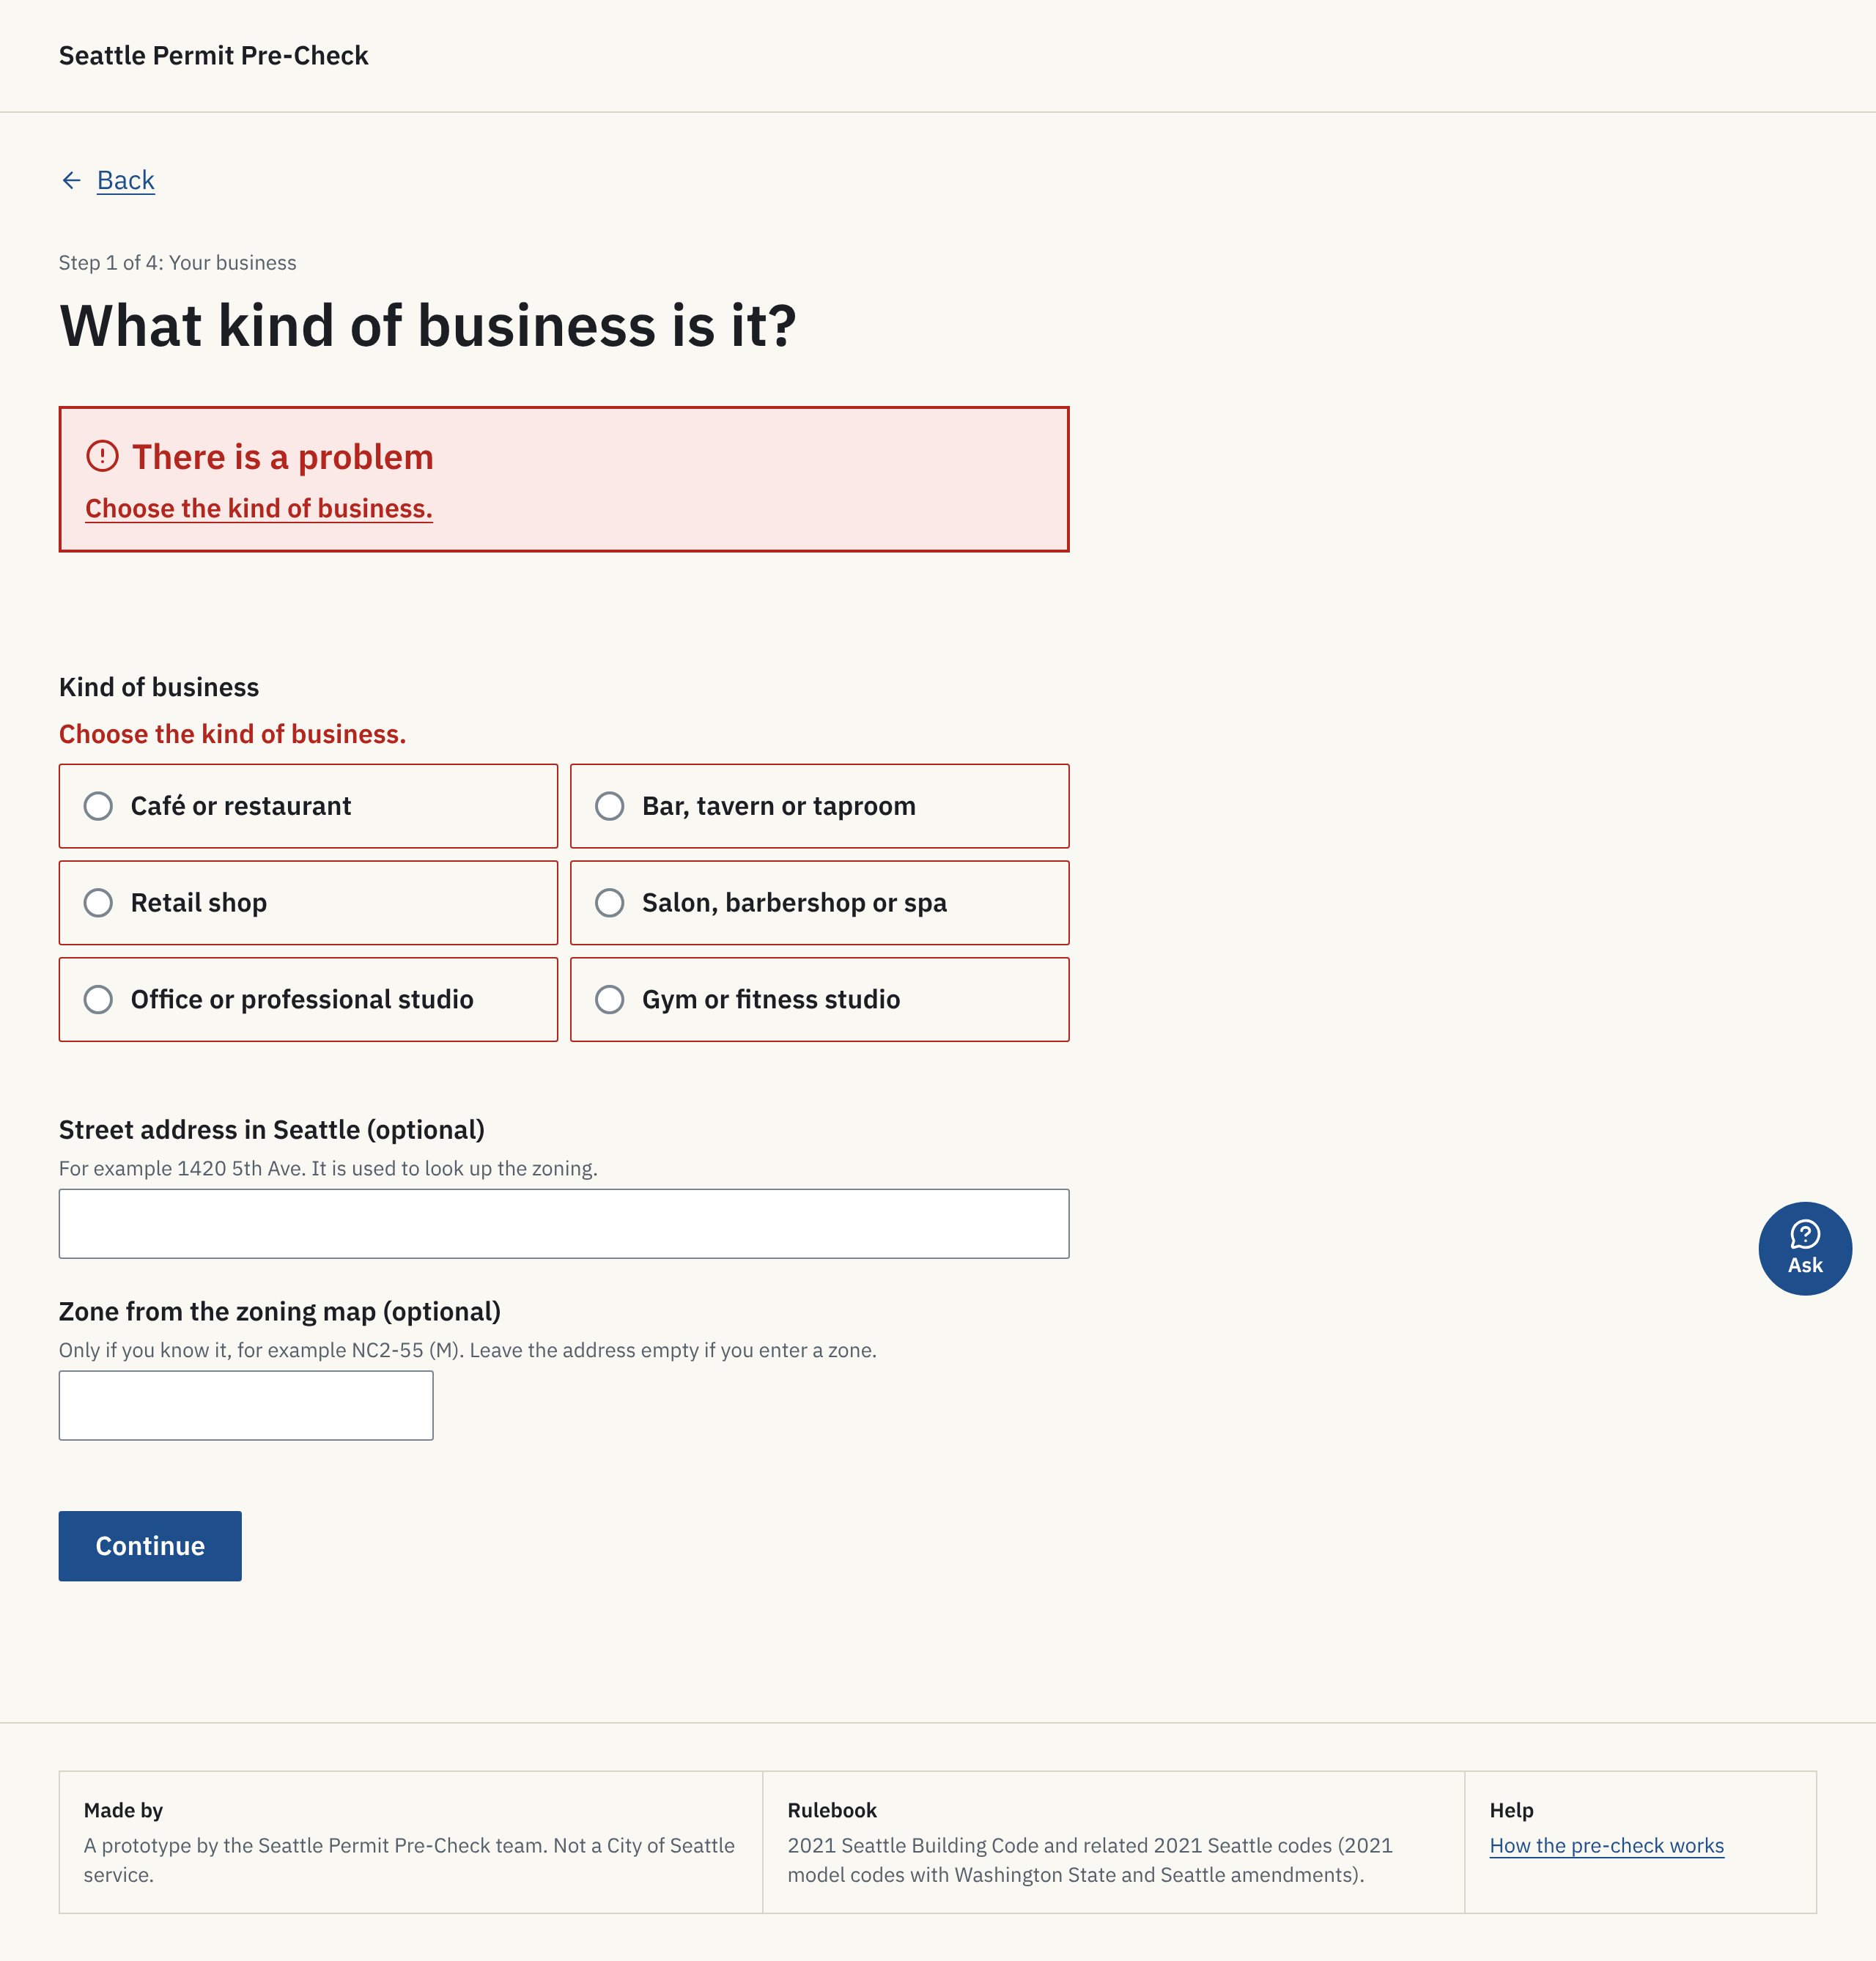 Seattle Permit Pre-Check
Back
Step 1 of 4: Your business
What kind of business is it?
There is a problem
Choose the kind of business.
Kind of business
Choose the kind of business.
Café or restaurant
Bar, tavern or taproom
Retail shop
Salon, barbershop or spa
Office or professional studio
Gym or fitness studio
Street address in Seattle (optional)
For example 1420 5th Ave. It is used to look up the zoning.
Zone from the zoning map (optional)
Only if you know it, for example NC2-55 (M). Leave the address empty if you enter a zone.
Continue
Ask
Made by
A prototype by the Seattle Permit Pre-Check team. Not a City of Seattle
service.
Rulebook
2021 Seattle Building Code and related 2021 Seattle codes (2021
model codes with Washington State and Seattle amendments).
Help
How the pre-check works